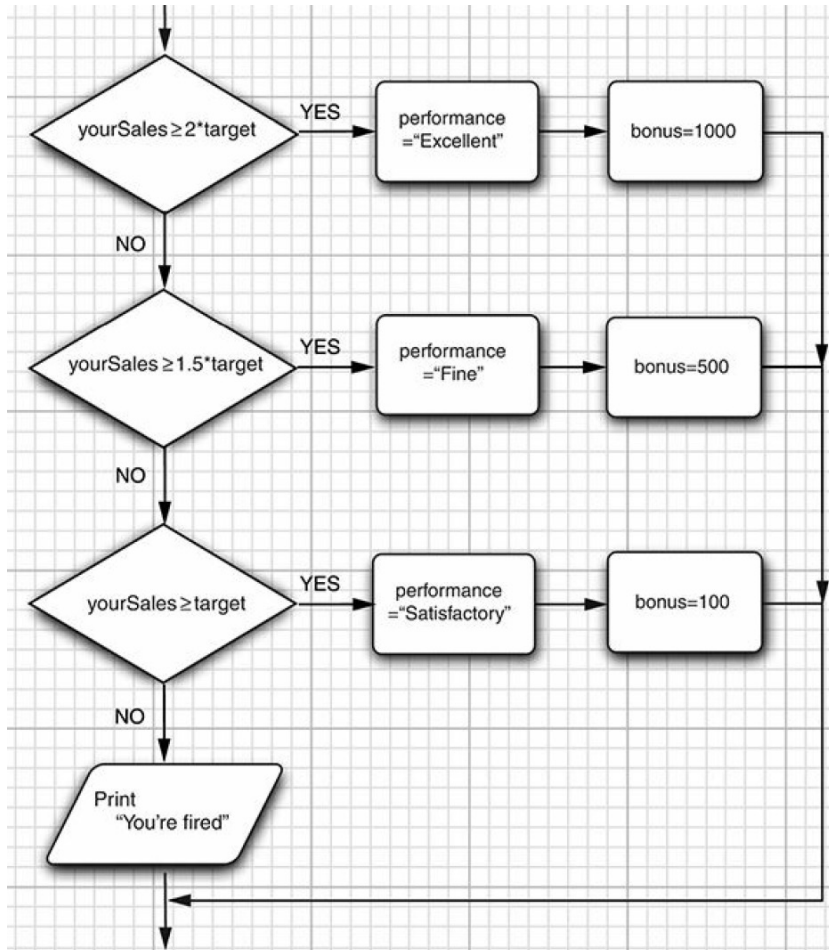 yourSales ≥ 2*target
YES
performance
="Excellent"
bonus=1000
NO
yourSales ≥ 1.5*target
YES
performance
="Fine"
bonus=500
NO
yourSales ≥ target
YES
performance
="Satisfactory"
bonus=100
NO
Print
"You're fired"